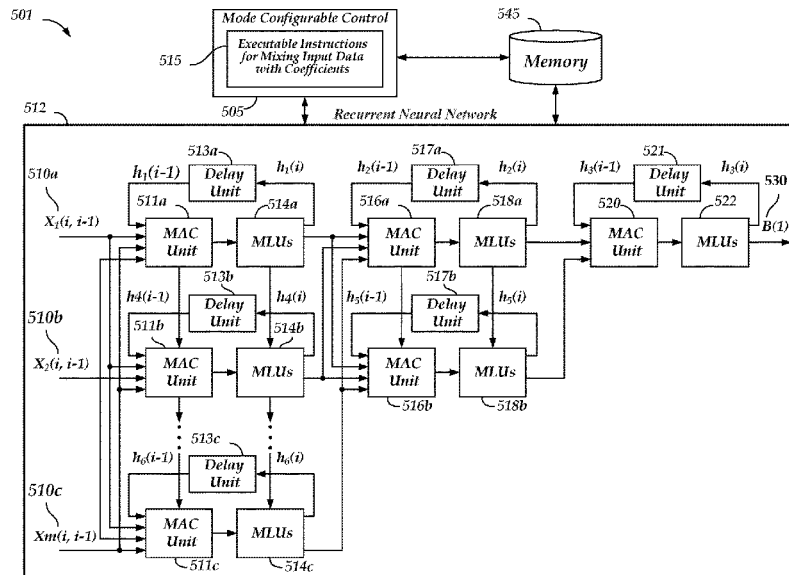 501
Mode Configurable Control
515
Executable Instructions
for Mixing Input Data
with Coefficients
505
545
Memory
512
Recurrent Neural Network
510a
X1(i, i-1)
h1(i-1)
513a
Delay
Unit
h1(i)
511a
MAC
Unit
514a
MLUs
h2(i-1)
517a
Delay
Unit
h2(i)
516a
MAC
Unit
518a
MLUs
h3(i-1)
521
Delay
Unit
h3(i)
520
MAC
Unit
522
MLUs
530
B(1)
510b
X2(i, i-1)
h4(i-1)
513b
Delay
Unit
h4(i)
511b
MAC
Unit
514b
MLUs
h5(i-1)
517b
Delay
Unit
h5(i)
MAC
Unit
516b
MLUs
518b
510c
Xm(i, i-1)
h6(i-1)
513c
Delay
Unit
h6(i)
MAC
Unit
511c
MLUs
514c